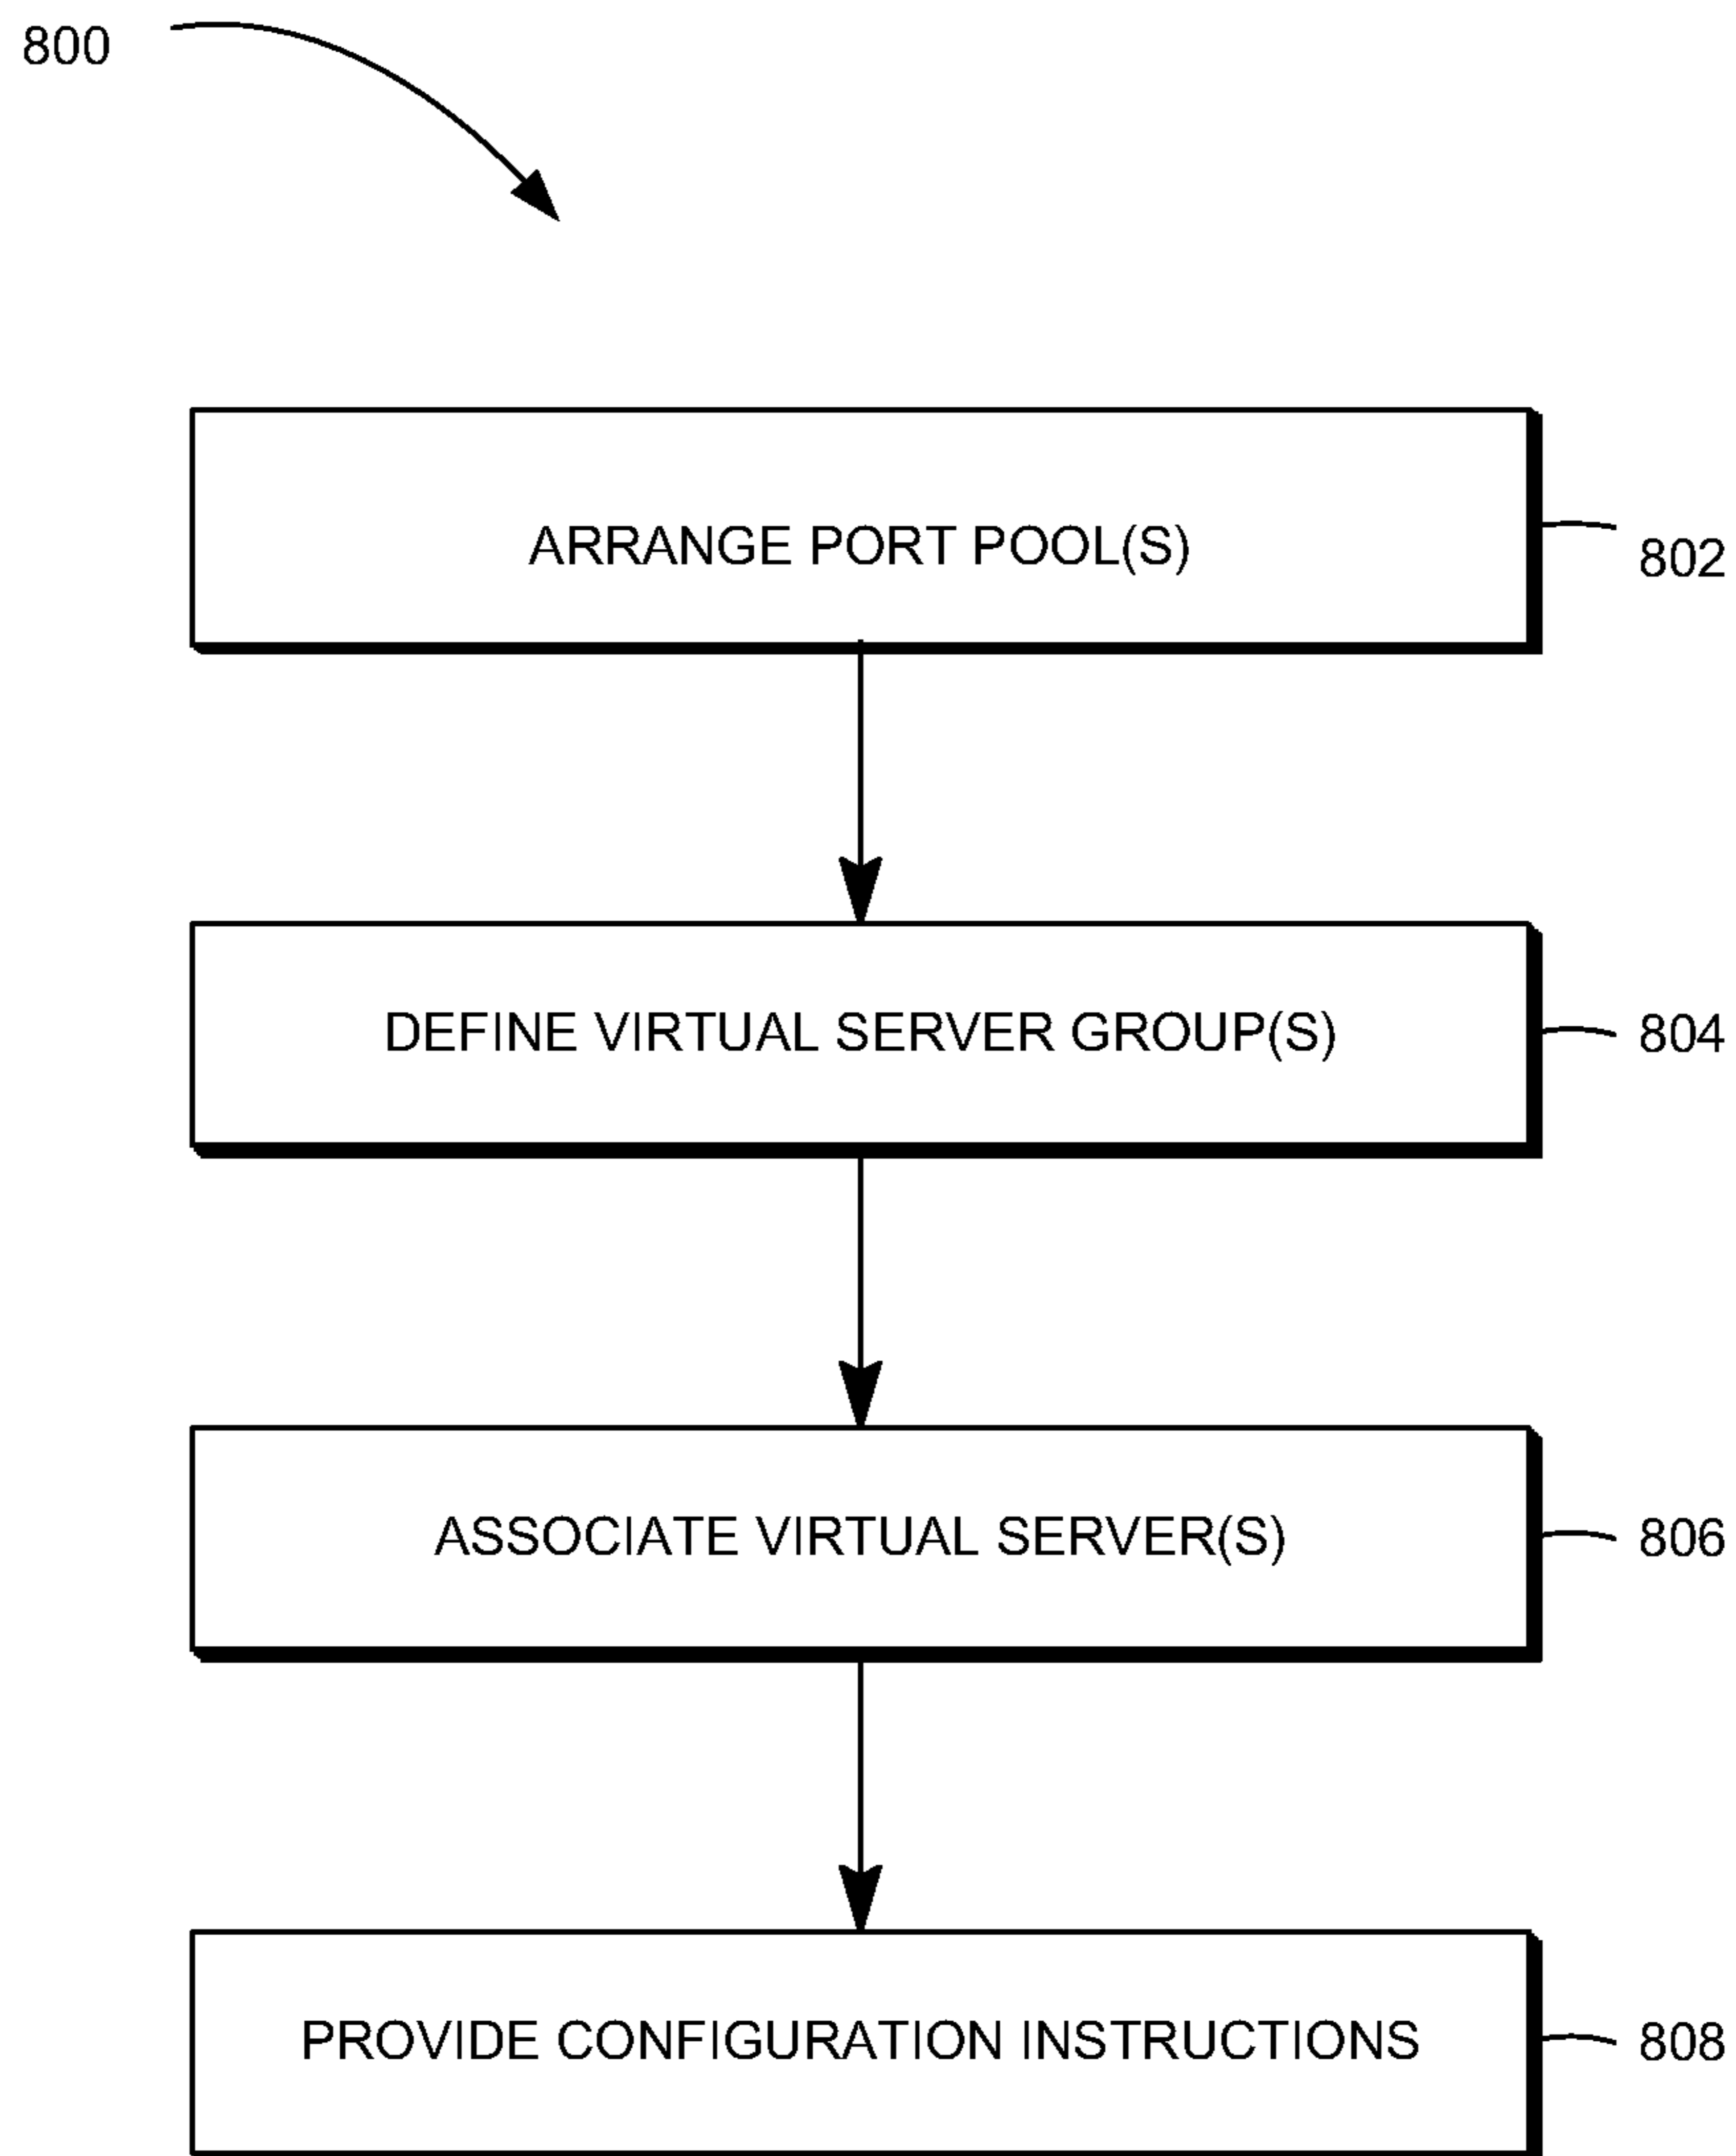 800
ARRANGE PORT POOL(S)
802
DEFINE VIRTUAL SERVER GROUP(S)
804
ASSOCIATE VIRTUAL SERVER(S)
806
PROVIDE CONFIGURATION INSTRUCTIONS
808